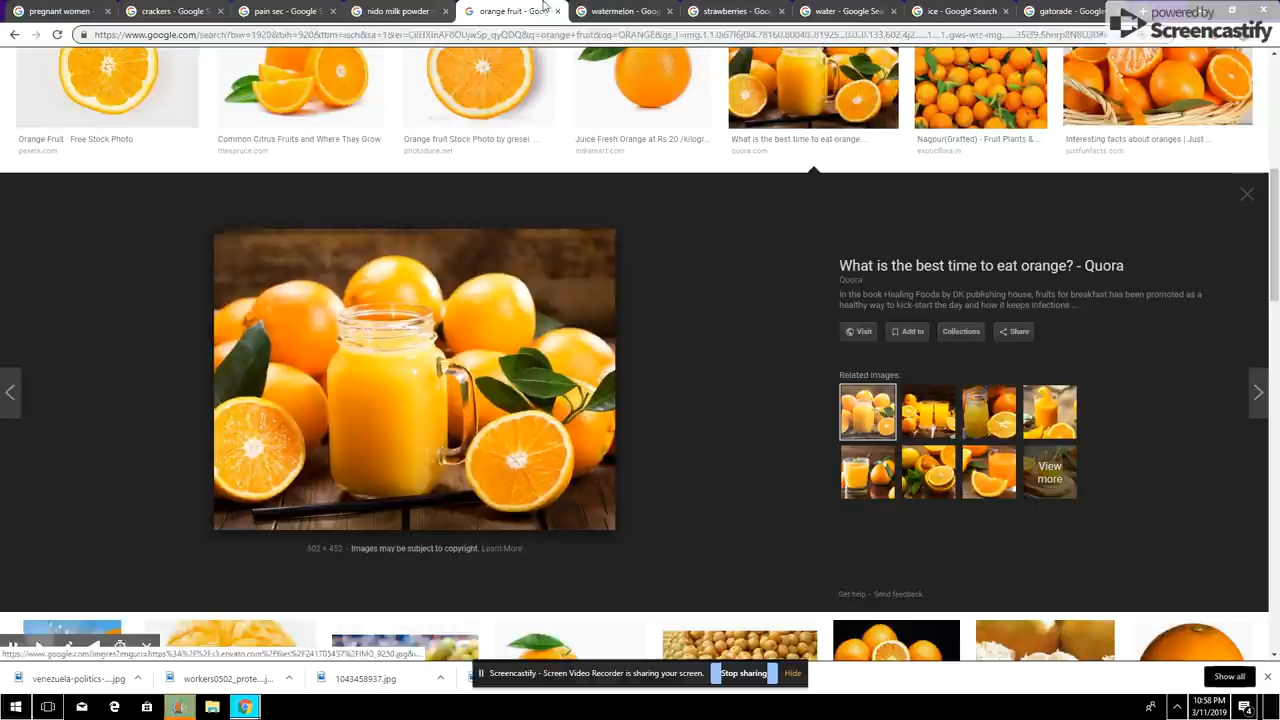 pregnant women -
crackers - Google S
pain sec - Google S
nido milk powder -
orange fruit - Goo
watermelon - Goog
strawberries - Goo
water - Google Sea
ice - Google Search
gatorade - Google
powered by
Screencastify
Orange Fruit · Free Stock Photo
pexels.com
Common Citrus Fruits and Where They Grow
thespruce.com
Orange fruit Stock Photo by gresei ...
photodune.net
Juice Fresh Orange at Rs 20 /kilogr...
indiamart.com
What is the best time to eat orange...
quora.com
Nagpur(Grafted) - Fruit Plants & ...
exoticflora.in
Interesting facts about oranges | Just ...
justfunfacts.com
What is the best time to eat orange? - Quora
Quora
In the book Healing Foods by DK publishing house, fruits for breakfast has been promoted as a
healthy way to kick-start the day and how it keeps infections ...
Visit
Add to
Collections
Share
Related images:
View
more
602 × 452 · Images may be subject to copyright. Learn More
Get help - Send feedback
venezuela-politics-....jpg
workers0502_prote....jpg
1043458937.jpg
Screencastify - Screen Video Recorder is sharing your screen.
Stop sharing
Hide
Show all
10:58 PM
3/11/2019
4